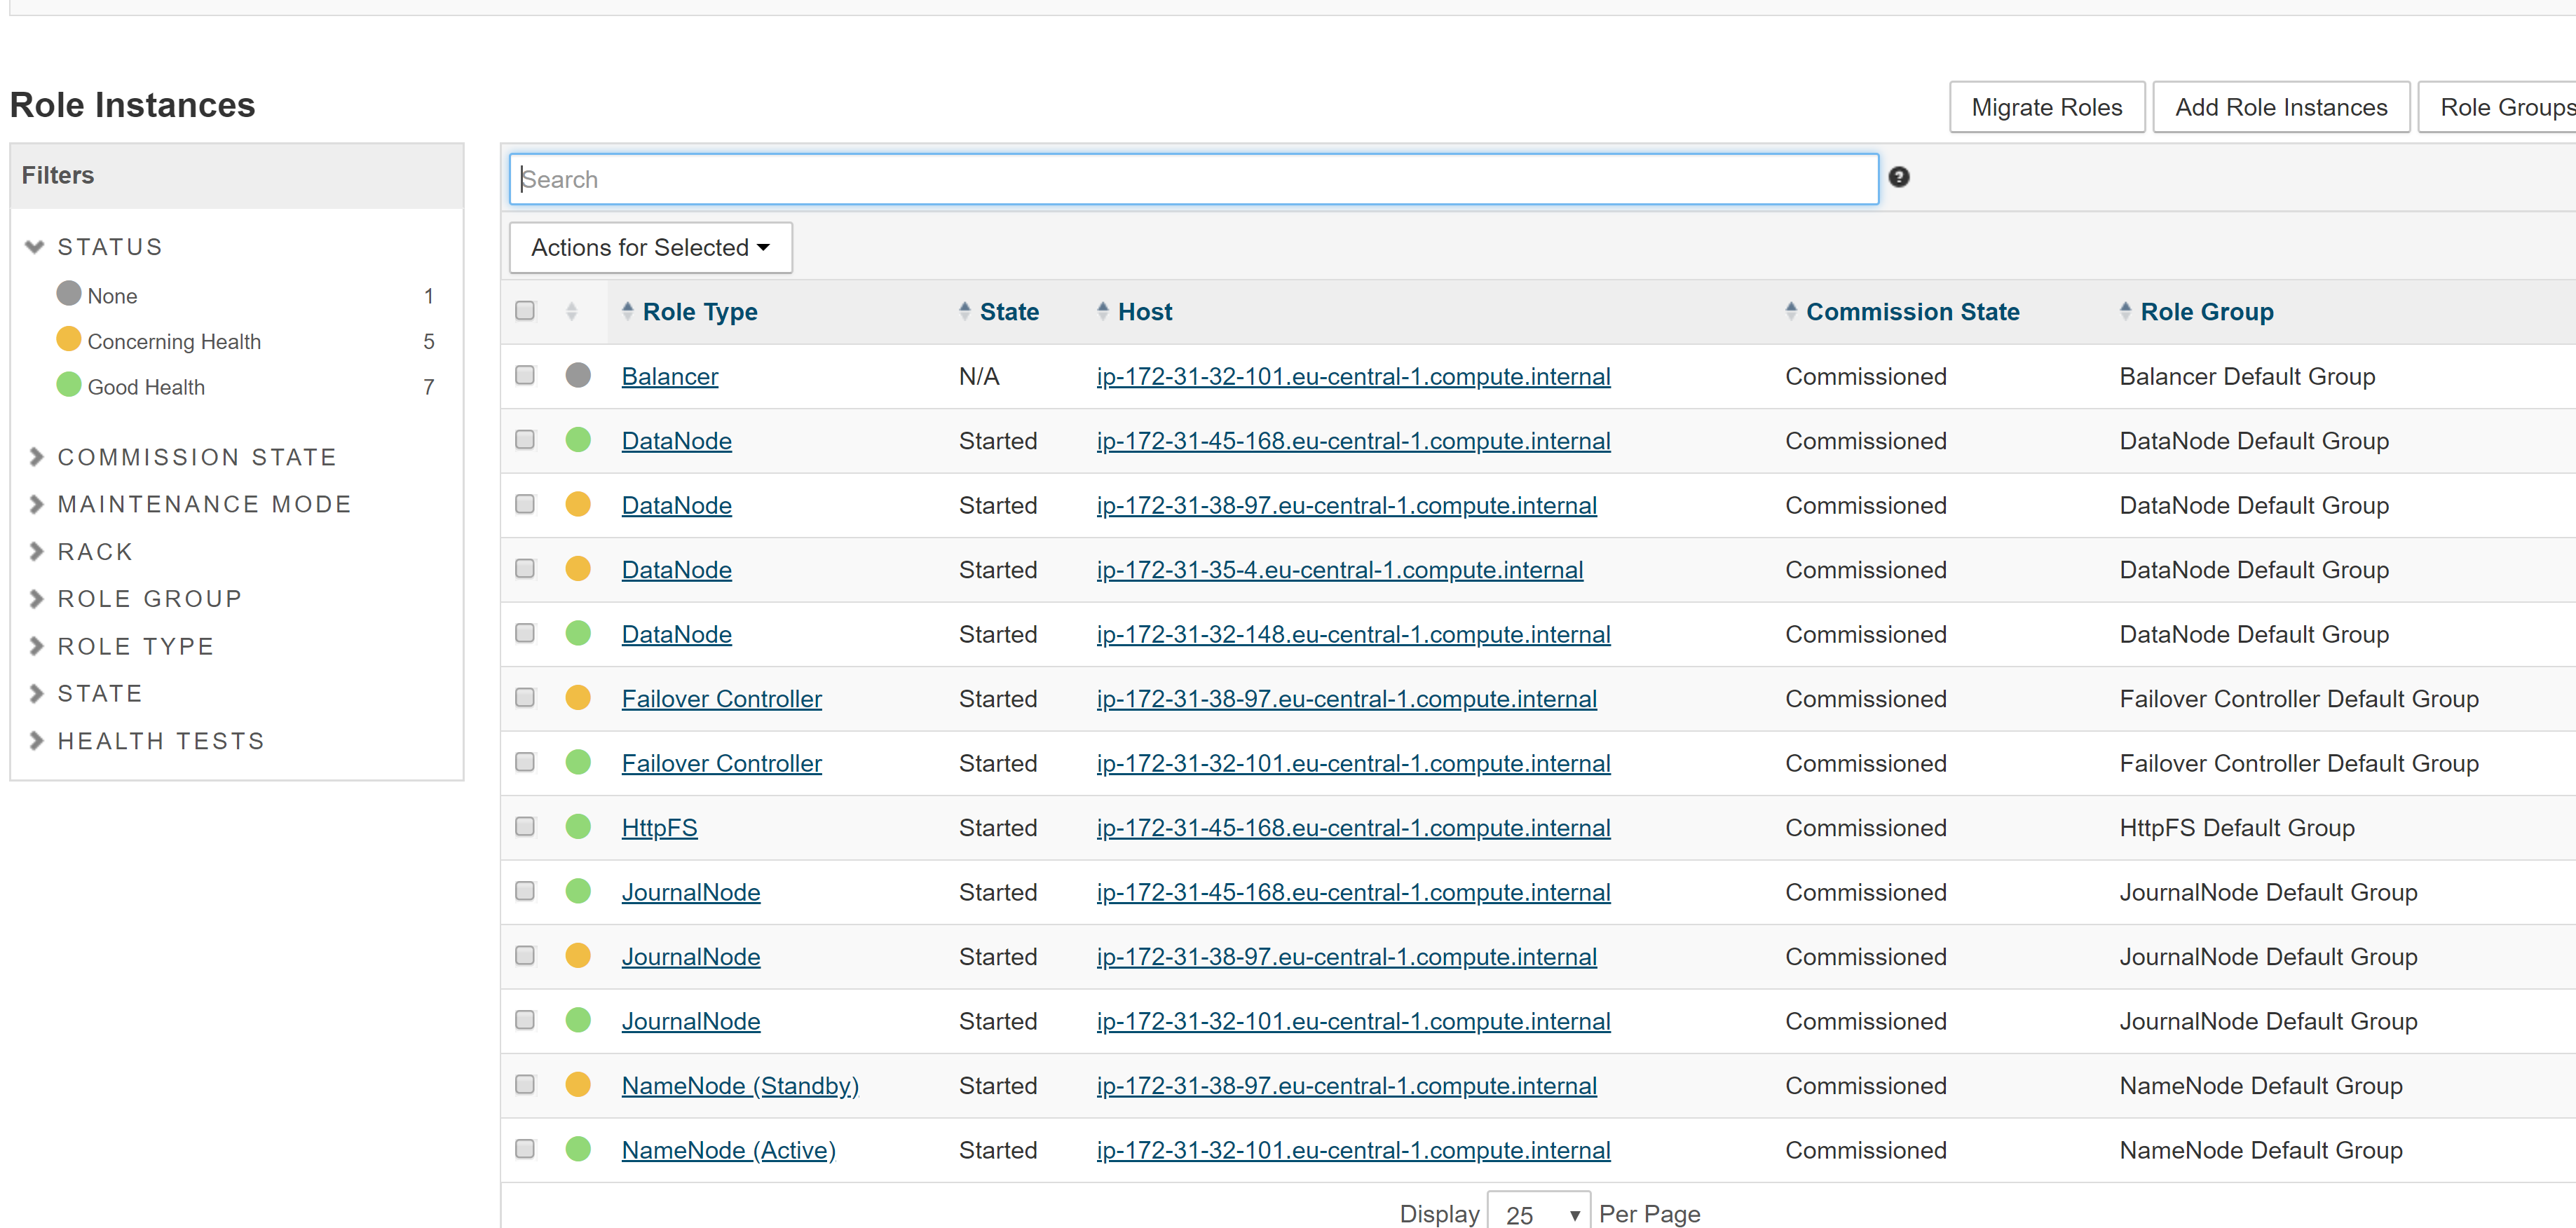 Role Instances
Migrate Roles
Add Role Instances
Role Groups
Filters
Search
?
STATUS
None 1
Concerning Health 5
Good Health 7
COMMISSION STATE
MAINTENANCE MODE
RACK
ROLE GROUP
ROLE TYPE
STATE
HEALTH TESTS
Actions for Selected
Role Type State Host Commission State Role Group
Balancer N/A ip-172-31-32-101.eu-central-1.compute.internal Commissioned Balancer Default Group
DataNode Started ip-172-31-45-168.eu-central-1.compute.internal Commissioned DataNode Default Group
DataNode Started ip-172-31-38-97.eu-central-1.compute.internal Commissioned DataNode Default Group
DataNode Started ip-172-31-35-4.eu-central-1.compute.internal Commissioned DataNode Default Group
DataNode Started ip-172-31-32-148.eu-central-1.compute.internal Commissioned DataNode Default Group
Failover Controller Started ip-172-31-38-97.eu-central-1.compute.internal Commissioned Failover Controller Default Group
Failover Controller Started ip-172-31-32-101.eu-central-1.compute.internal Commissioned Failover Controller Default Group
HttpFS Started ip-172-31-45-168.eu-central-1.compute.internal Commissioned HttpFS Default Group
JournalNode Started ip-172-31-45-168.eu-central-1.compute.internal Commissioned JournalNode Default Group
JournalNode Started ip-172-31-38-97.eu-central-1.compute.internal Commissioned JournalNode Default Group
JournalNode Started ip-172-31-32-101.eu-central-1.compute.internal Commissioned JournalNode Default Group
NameNode (Standby) Started ip-172-31-38-97.eu-central-1.compute.internal Commissioned NameNode Default Group
NameNode (Active) Started ip-172-31-32-101.eu-central-1.compute.internal Commissioned NameNode Default Group
Display 25 Per Page